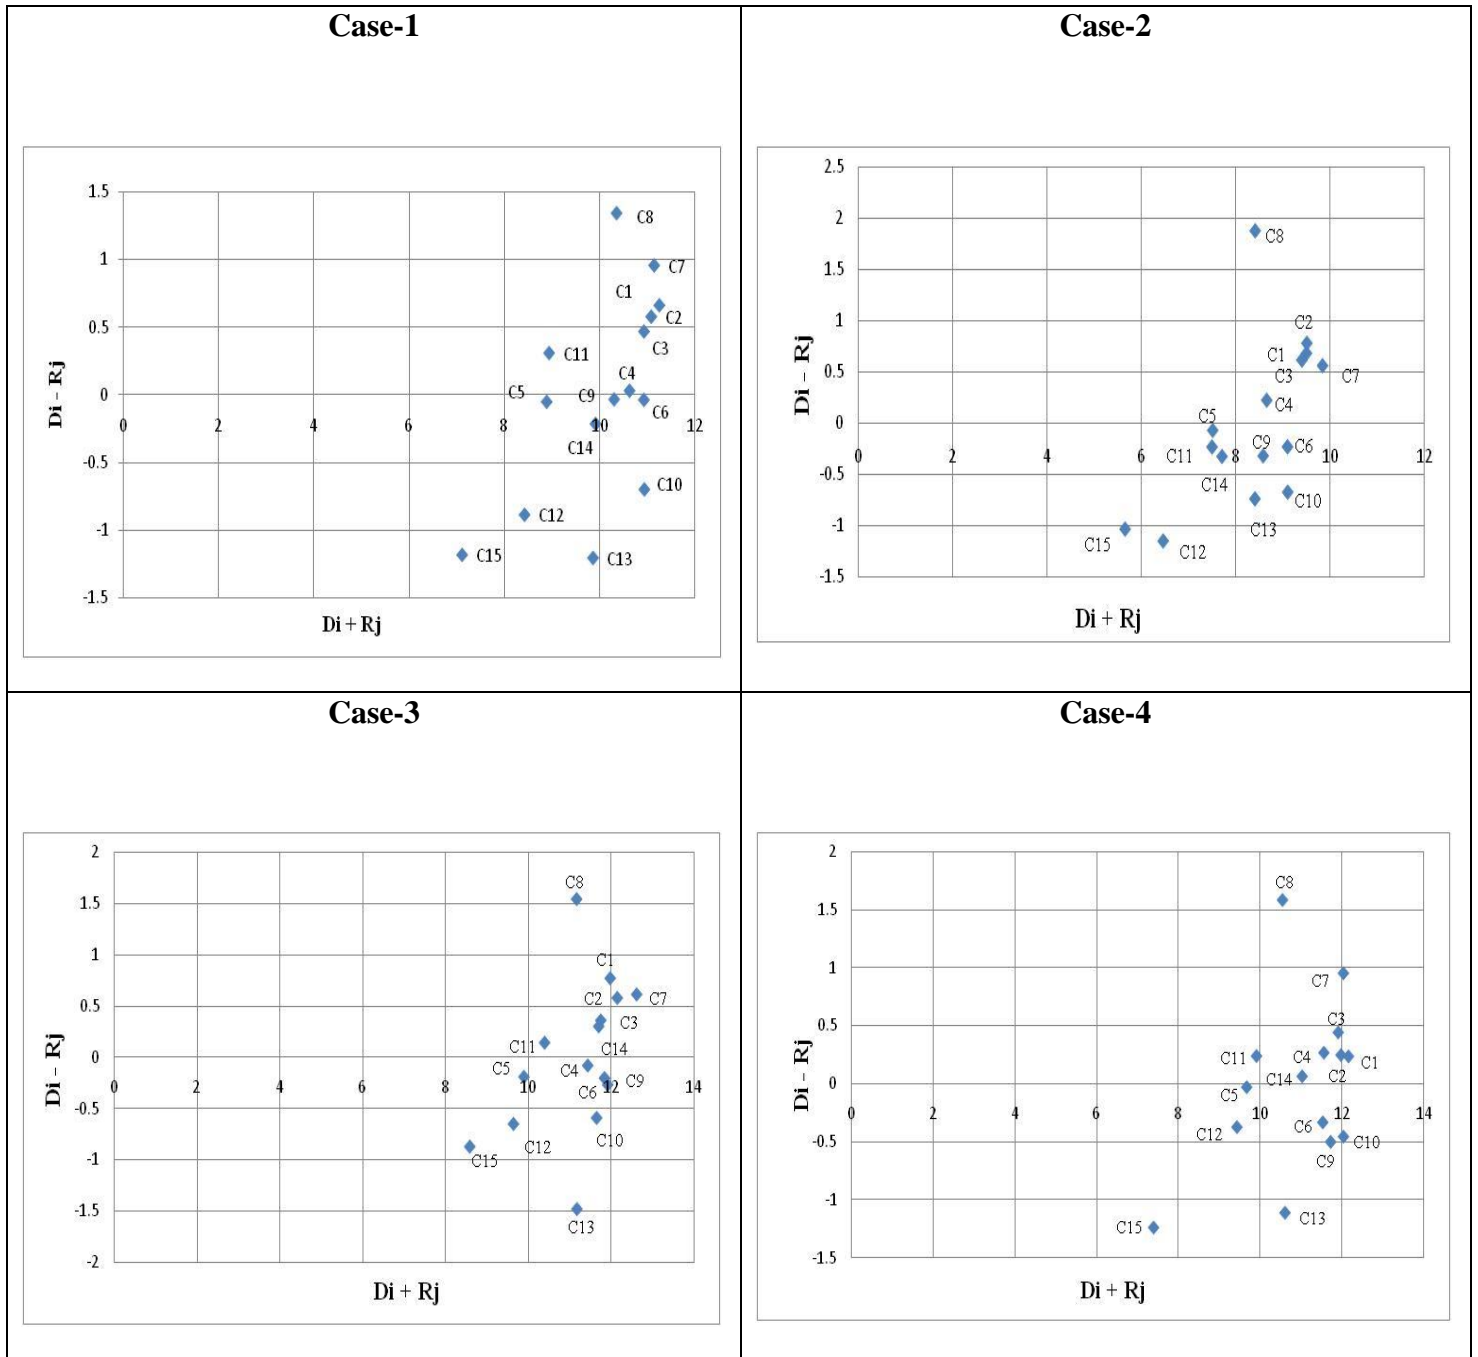 Case-1
1.5
C8
1
C7
C1
C2
0.5
C3
C11
C4
C5
C9
0
C6
0
2
4
6
8
10
12
C14
-0.5
C10
C12
-1
C15
C13
-1.5
Di – Rj
Di + Rj
Case-2
2.5
2
C8
1.5
1
C2
C1
C3
C7
0.5
C4
C5
0
C9
C6
C11
0
2
4
6
8
10
12
-0.5
C14
C10
C13
-1
C15
C12
-1.5
Di – Rj
Di + Rj
Case-3
2
C8
1.5
1
C1
C2
C7
0.5
C3
C11
C14
0
C5
C4
C9
C6
0
2
4
6
8
10
12
14
-0.5
C12
C10
-1
C15
-1.5
C13
-2
Di – Rj
Di + Rj
Case-4
2
C8
1.5
1
C7
0.5
C3
C11
C4
C1
C14
C2
0
C5
0
2
4
6
8
10
12
14
C12
C6
C10
-0.5
C9
-1
C15
C13
-1.5
Di – Rj
Di + Rj